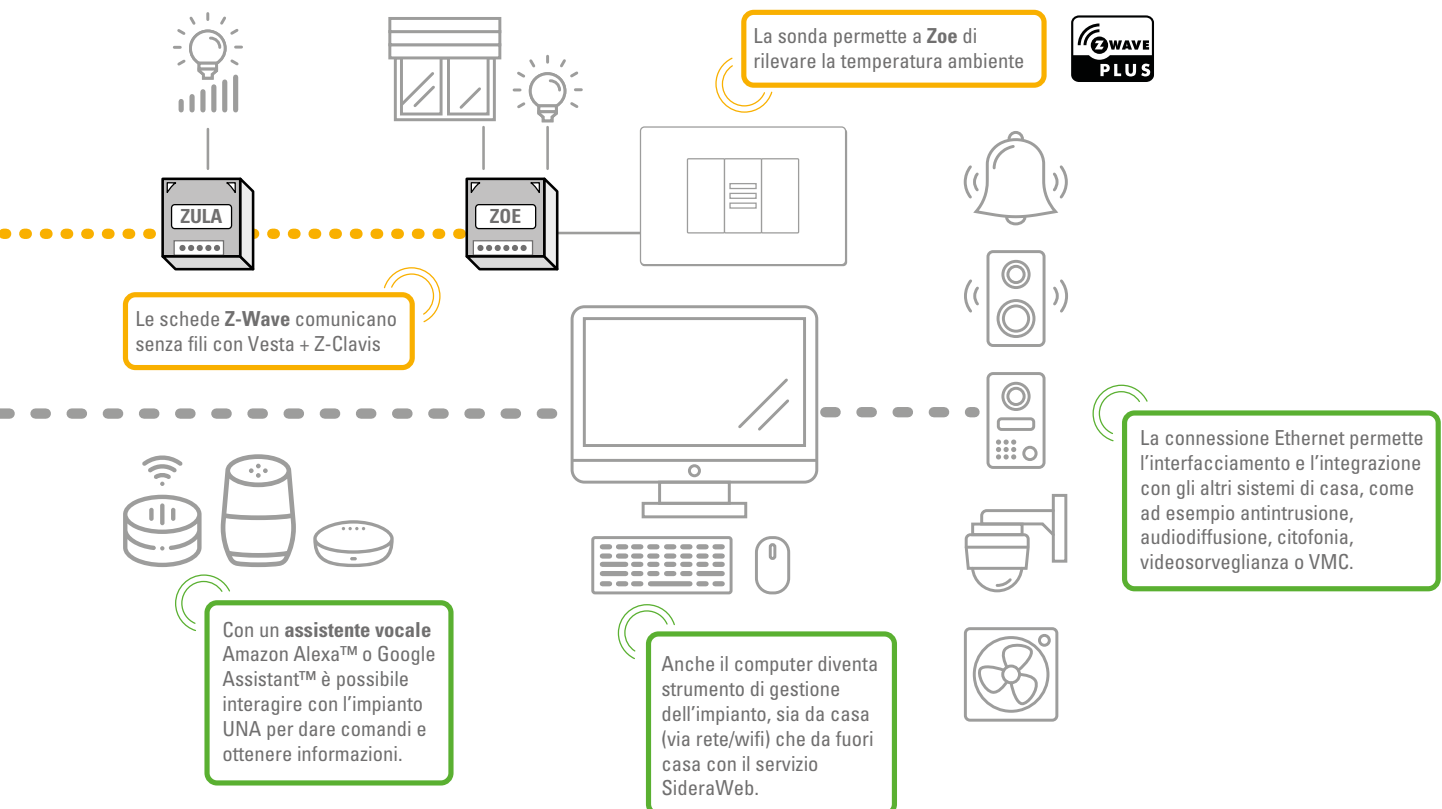 La sonda permette a Zoe di
rilevare la temperatura ambiente
Z WAVE
PLUS
ZULA
ZOE
Le schede Z-Wave comunicano
senza fili con Vesta + Z-Clavis
La connessione Ethernet permette
l'interfacciamento e l'integrazione
con gli altri sistemi di casa, come
ad esempio antintrusione,
audiodiffusione, citofonia,
videosorveglianza o VMC.
Con un assistente vocale
Amazon Alexa™ o Google
Assistant™ è possibile
interagire con l'impianto
UNA per dare comandi e
ottenere informazioni.
Anche il computer diventa
strumento di gestione
dell'impianto, sia da casa
(via rete/wifi) che da fuori
casa con il servizio
SideraWeb.